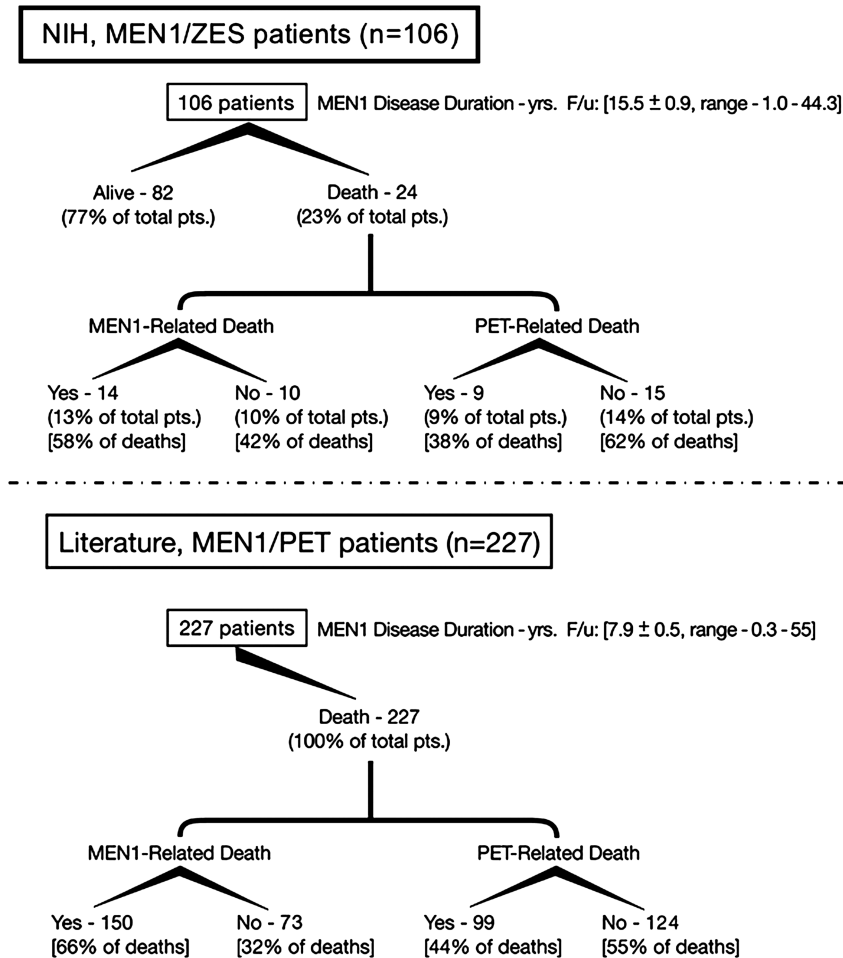 NIH, MEN1/ZES patients (n=106)
106 patients MEN1 Disease Duration - yrs. F/u: [15.5 ± 0.9, range - 1.0 - 44.3]
Alive - 82
(77% of total pts.)
Death - 24
(23% of total pts.)
MEN1-Related Death
PET-Related Death
Yes - 14
(13% of total pts.)
[58% of deaths]
No - 10
(10% of total pts.)
[42% of deaths]
Yes - 9
(9% of total pts.)
[38% of deaths]
No - 15
(14% of total pts.)
[62% of deaths]
Literature, MEN1/PET patients (n=227)
227 patients MEN1 Disease Duration - yrs. F/u: [7.9 ± 0.5, range - 0.3 - 55]
Death - 227
(100% of total pts.)
MEN1-Related Death
PET-Related Death
Yes - 150
[66% of deaths]
No - 73
[32% of deaths]
Yes - 99
[44% of deaths]
No - 124
[55% of deaths]